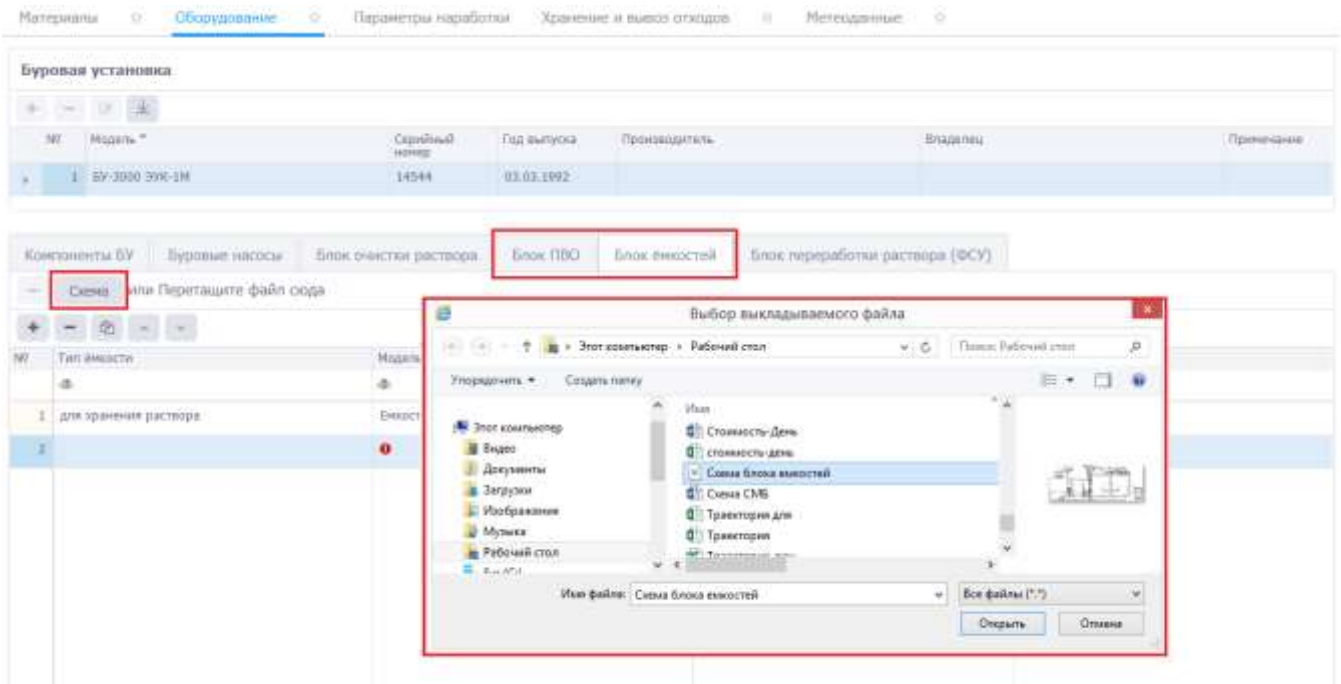 Материалы Оборудование Параметры наработки Хранение и вывоз отходов Метеоданные
Буровая установка
№ Модель * Серийный номер Год выпуска Производитель Владелец Примечание
1 БУ-3000 ЭУК-1М 14544 03.03.1992
Компоненты БУ Буровые насосы Блок очистки раствора Блок ПВО Блок ёмкостей Блок переработки раствора (ФСУ)
Схема или Перетащите файл сюда
Выбор выкладываемого файла
Этот компьютер Рабочий стол Поиск: Рабочий стол
№ Тип ёмкости Модель
Упорядочить Создать папку
Имя
1 для хранения раствора
2
Этот компьютер
Видео
Документы
Загрузки
Изображения
Музыка
Рабочий стол
Стоимость-День
стоимость-день
Схема блока емкостей
Схема СМБ
Траектория для
Траектория
Имя файла: Схема блока емкостей Все файлы (*.*)
Открыть Отмена